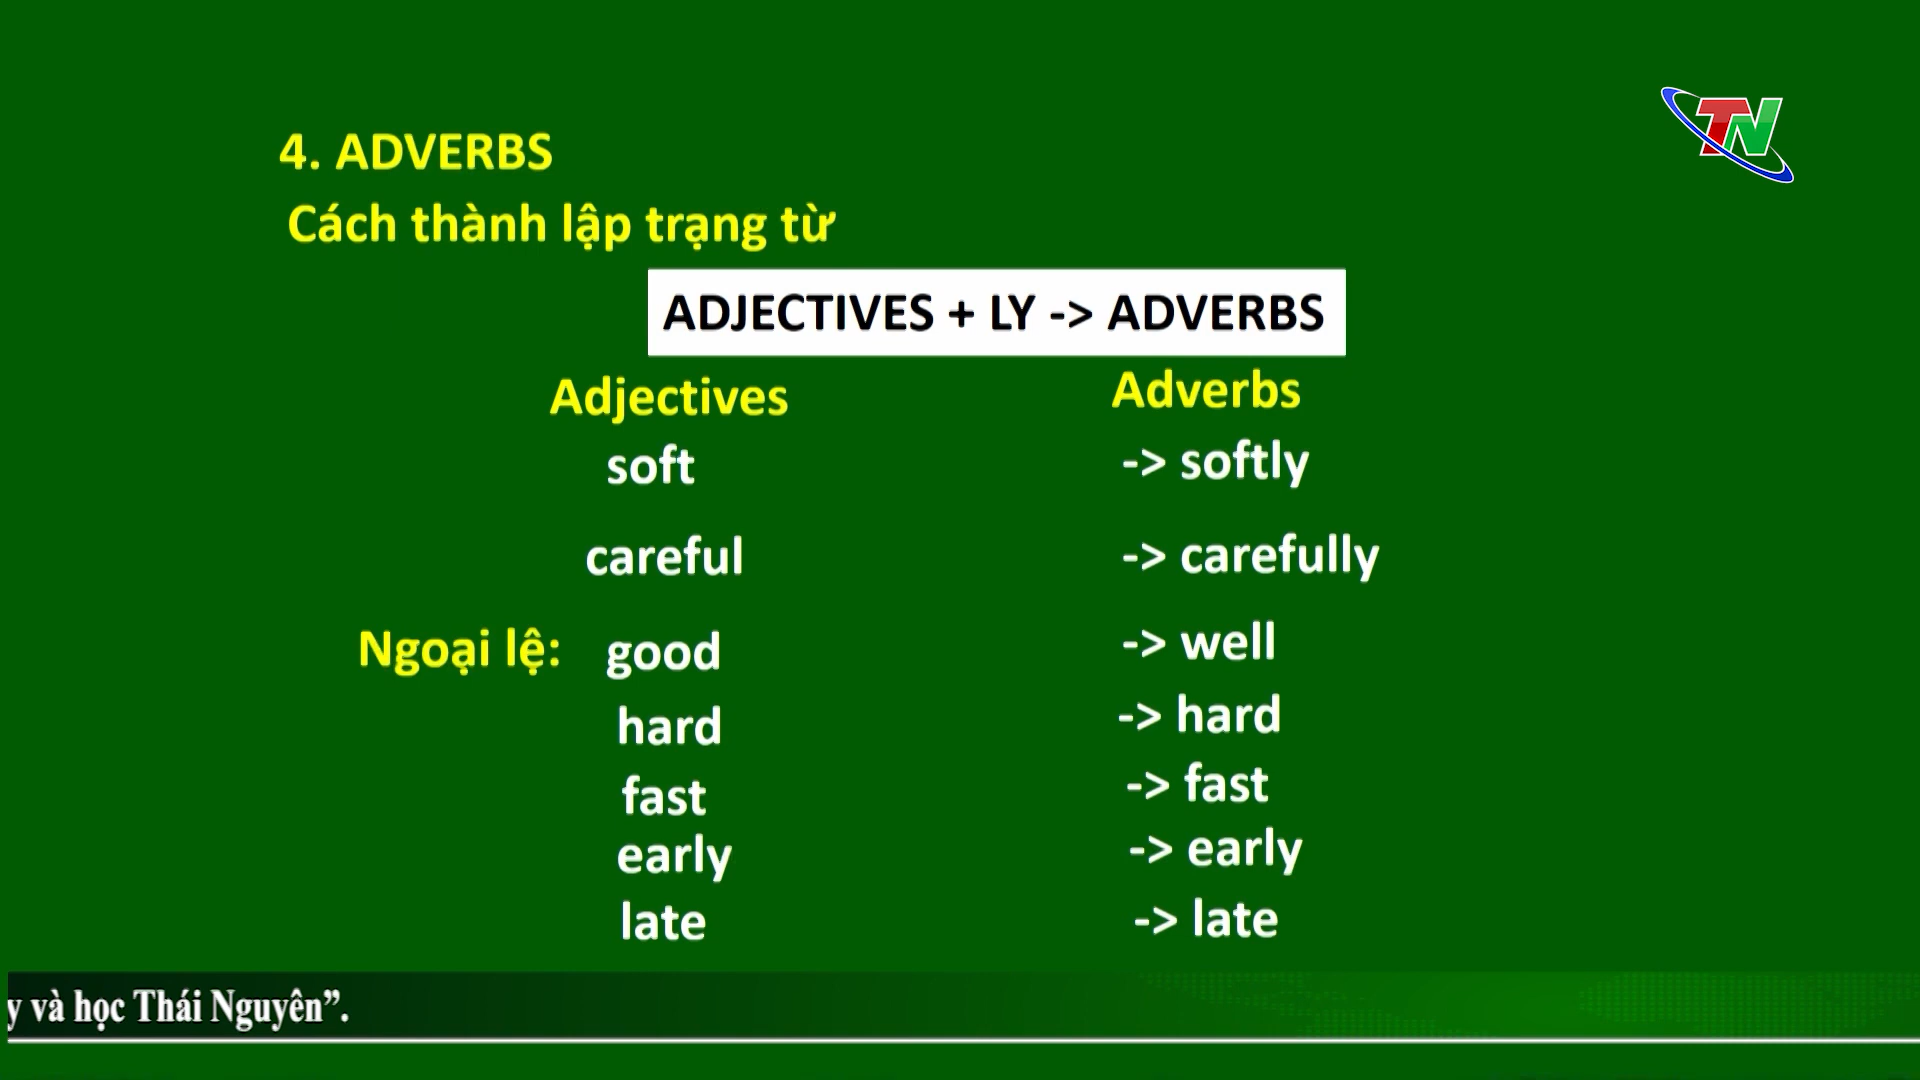 TN
4. ADVERBS
Cách thành lập trạng từ
ADJECTIVES + LY -> ADVERBS
Adjectives Adverbs
soft -> softly
careful -> carefully
Ngoại lệ: good -> well
hard -> hard
fast -> fast
early -> early
late -> late
y và học Thái Nguyên”.